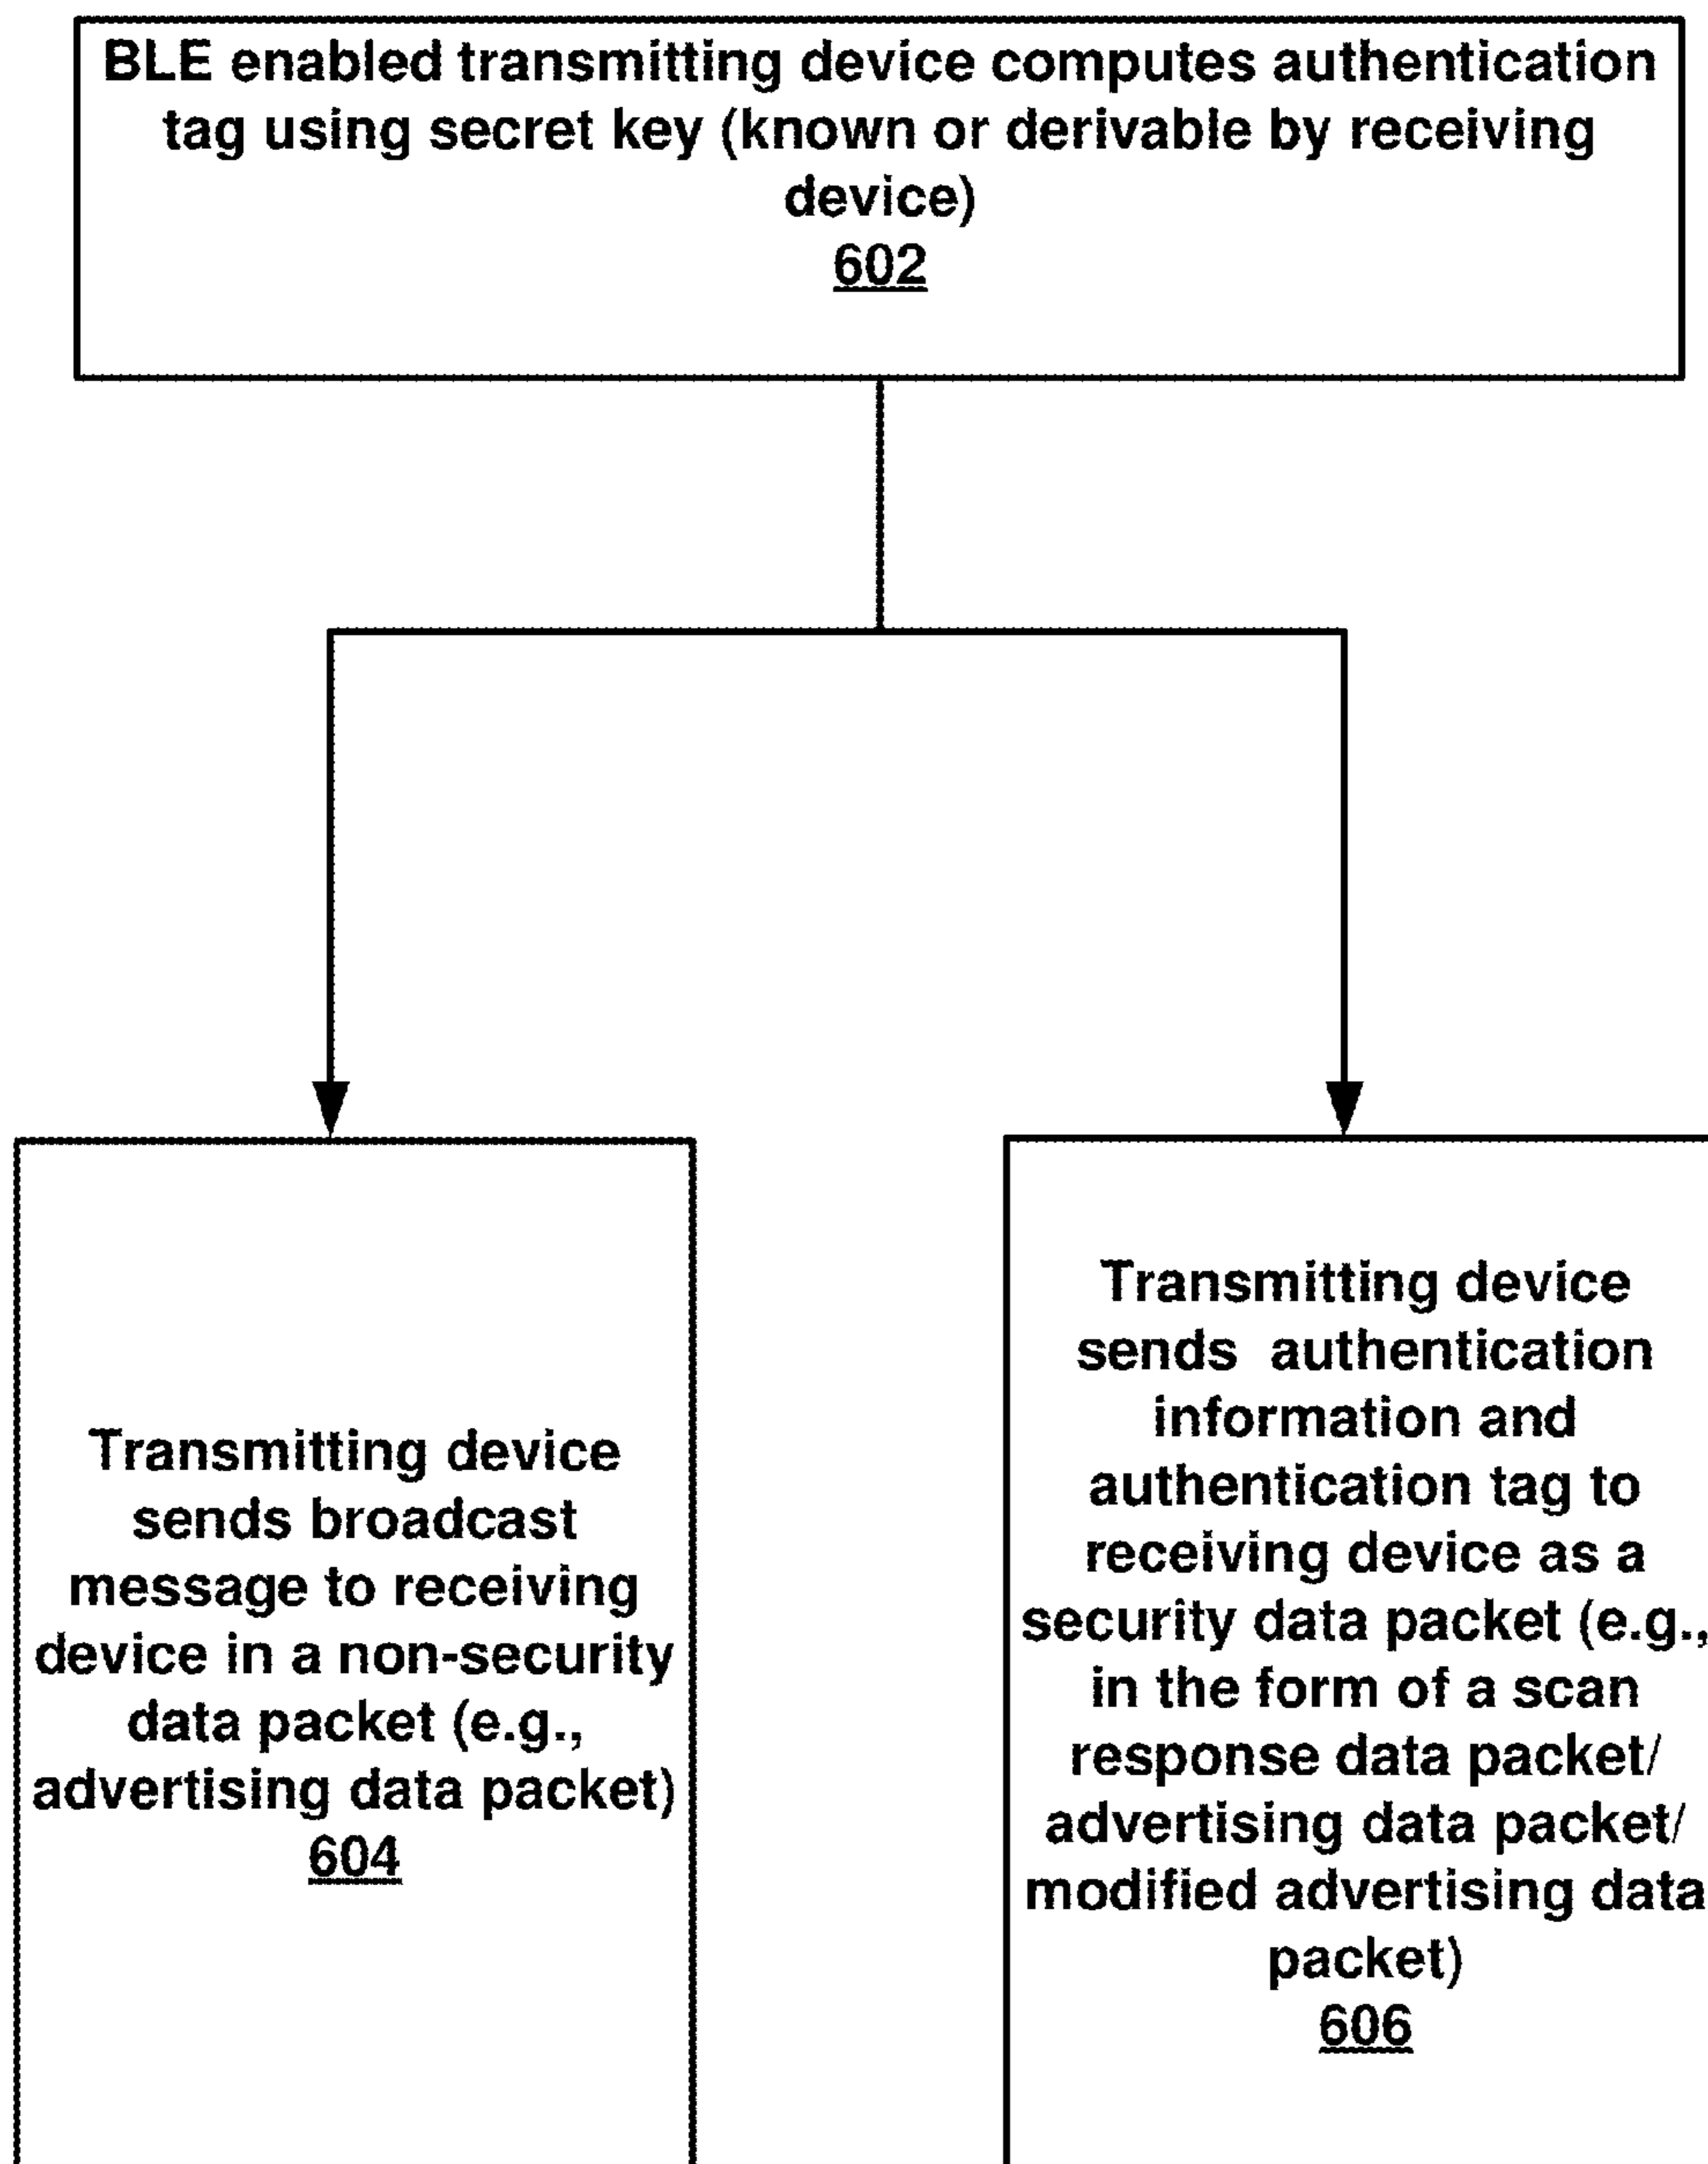 BLE enabled transmitting device computes authentication
tag using secret key (known or derivable by receiving
device)
602
Transmitting device
sends broadcast
message to receiving
device in a non-security
data packet (e.g.,
advertising data packet)
604
Transmitting device
sends authentication
information and
authentication tag to
receiving device as a
security data packet (e.g.,
in the form of a scan
response data packet/
advertising data packet/
modified advertising data
packet)
606